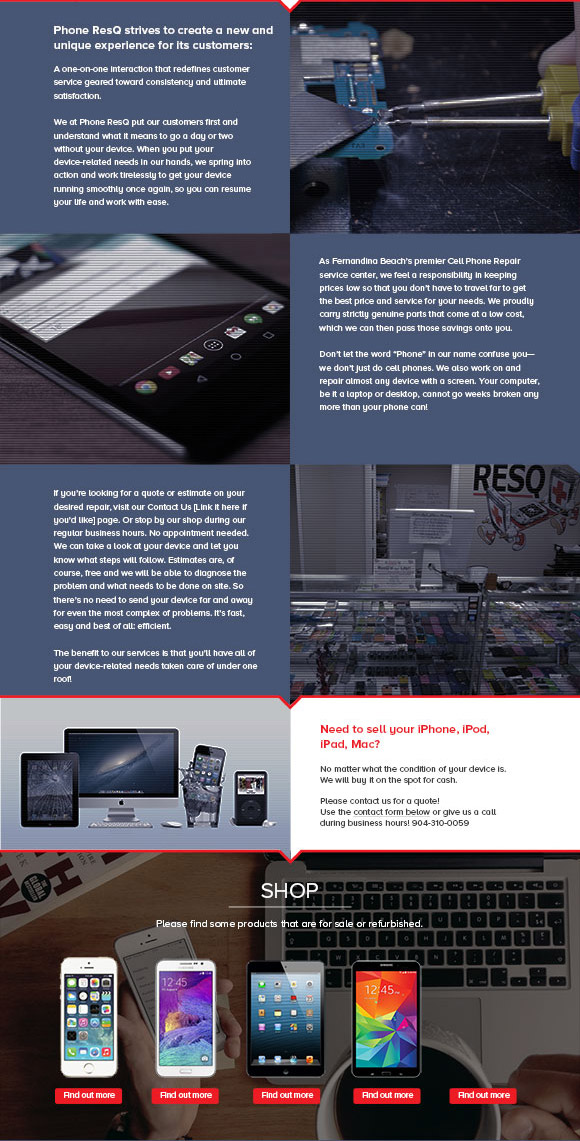 Phone ResQ strives to create a new and
unique experience for its customers:
A one-on-one interaction that redefines customer
service geared toward consistency and ultimate
satisfaction.
We at Phone ResQ put our customers first and
understand what it means to go a day or two
without your device. When you put your
device-related needs in our hands, we spring into
action and work tirelessly to get your device
running smoothly once again, so you can resume
your life and work with ease.
As Fernandina Beach's premier Cell Phone Repair
service center, we feel a responsibility in keeping
prices low so that you don't have to travel far to get
the best price and service for your needs. We proudly
carry strictly genuine parts that come at a low cost,
which we can then pass those savings onto you.
Don't let the word "Phone" in our name confuse you—
we don't just do cell phones. We also work on and
repair almost any device with a screen. Your computer,
be it a laptop or desktop, cannot go weeks broken any
more than your phone can!
If you're looking for a quote or estimate on your
desired repair, visit our Contact Us [Link it here if
you'd like] page. Or stop by our shop during our
regular business hours. No appointment needed.
We can take a look at your device and let you
know what steps will follow. Estimates are, of
course, free and we will be able to diagnose the
problem and what needs to be done on site. So
there's no need to send your device far and away
for even the most complex of problems. It's fast,
easy and best of all: efficient.
The benefit to our services is that you'll have all of
your device-related needs taken care of under one
roof!
RESQ
Need to sell your iPhone, iPod,
iPad, Mac?
No matter what the condition of your device is.
We will buy it on the spot for cash.
Please contact us for a quote!
Use the contact form below or give us a call
during business hours! 904-310-0059
THE
GLOBAL
SHOP
Please find some products that are for sale or refurbished.
12:45
12:45
Find out more
Find out more
Find out more
Find out more
Find out more